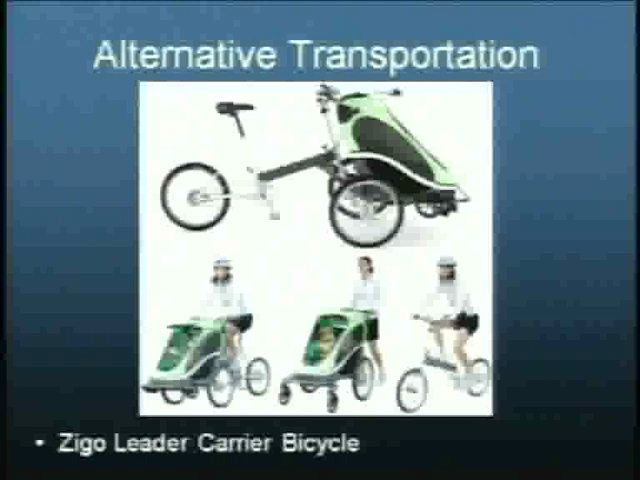 Alternative Transportation
• Zigo Leader Carrier Bicycle